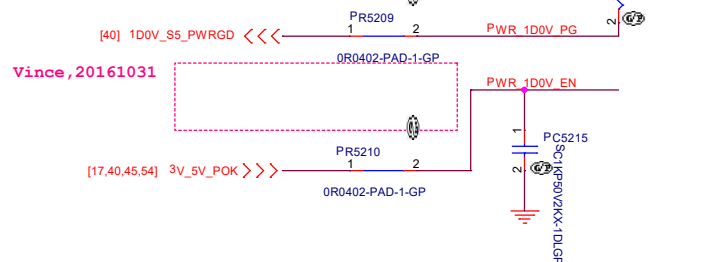 PR5209
[40] 1D0V_S5_PWRGD
1 2
PWR_1D0V_PG
2
0R0402-PAD-1-GP
Vince,20161031
PWR_1D0V_EN
1
PC5215
PR5210
[17,40,45,54] 3V_5V_POK
1 2
2
0R0402-PAD-1-GP
SC1KP50V2KX-1DLGP